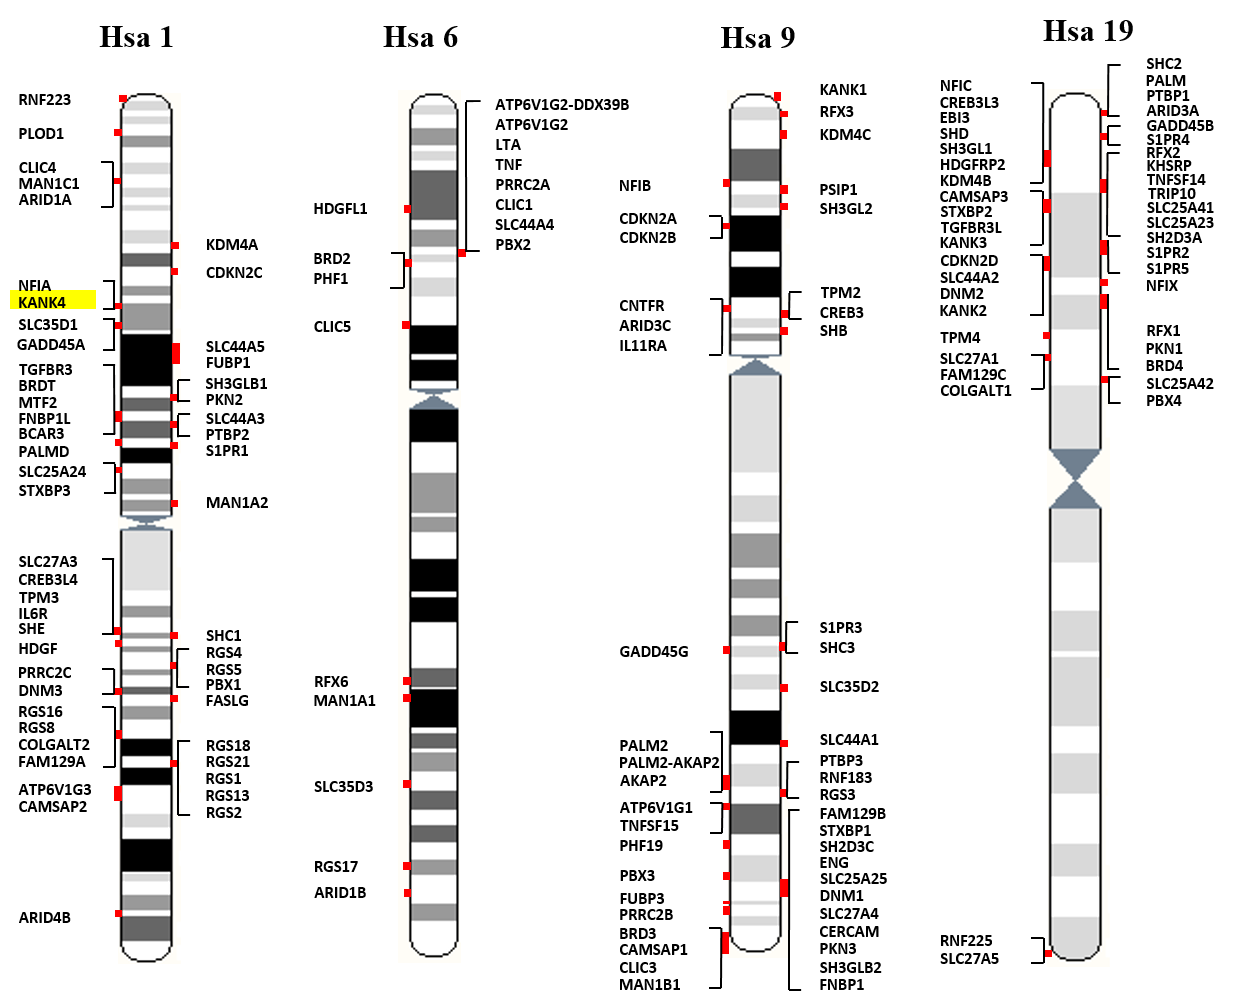 Hsa 1
RNF223
PLOD1
CLIC4
MAN1C1
ARID1A
NFIA
KANK4
SLC35D1
GADD45A
TGFBR3
BRDT
MTF2
FNBP1L
BCAR3
PALMD
SLC25A24
STXBP3
SLC27A3
CREB3L4
TPM3
IL6R
SHE
HDGF
PRRC2C
DNM3
RGS16
RGS8
COLGALT2
FAM129A
ATP6V1G3
CAMSAP2
ARID4B
KDM4A
CDKN2C
SLC44A5
FUBP1
SH3GLB1
PKN2
SLC44A3
PTBP2
S1PR1
MAN1A2
SHC1
RGS4
RGS5
PBX1
FASLG
RGS18
RGS21
RGS1
RGS13
RGS2
Hsa 6
HDGFL1
BRD2
PHF1
CLIC5
RFX6
MAN1A1
SLC35D3
RGS17
ARID1B
ATP6V1G2-DDX39B
ATP6V1G2
LTA
TNF
PRRC2A
CLIC1
SLC44A4
PBX2
Hsa 9
NFIB
CDKN2A
CDKN2B
CNTFR
ARID3C
IL11RA
GADD45G
PALM2
PALM2-AKAP2
AKAP2
ATP6V1G1
TNFSF15
PHF19
PBX3
FUBP3
PRRC2B
BRD3
CAMSAP1
CLIC3
MAN1B1
KANK1
RFX3
KDM4C
PSIP1
SH3GL2
TPM2
CREB3
SHB
S1PR3
SHC3
SLC35D2
SLC44A1
PTBP3
RNF183
RGS3
FAM129B
STXBP1
SH2D3C
ENG
SLC25A25
DNM1
SLC27A4
CERCAM
PKN3
SH3GLB2
FNBP1
Hsa 19
NFIC
CREB3L3
EBI3
SHD
SH3GL1
HDGFRP2
KDM4B
CAMSAP3
STXBP2
TGFBR3L
KANK3
CDKN2D
SLC44A2
DNM2
KANK2
TPM4
SLC27A1
FAM129C
COLGALT1
RNF225
SLC27A5
SHC2
PALM
PTBP1
ARID3A
GADD45B
S1PR4
RFX2
KHSRP
TNFSF14
TRIP10
SLC25A41
SLC25A23
SH2D3A
S1PR2
S1PR5
NFIX
RFX1
PKN1
BRD4
SLC25A42
PBX4